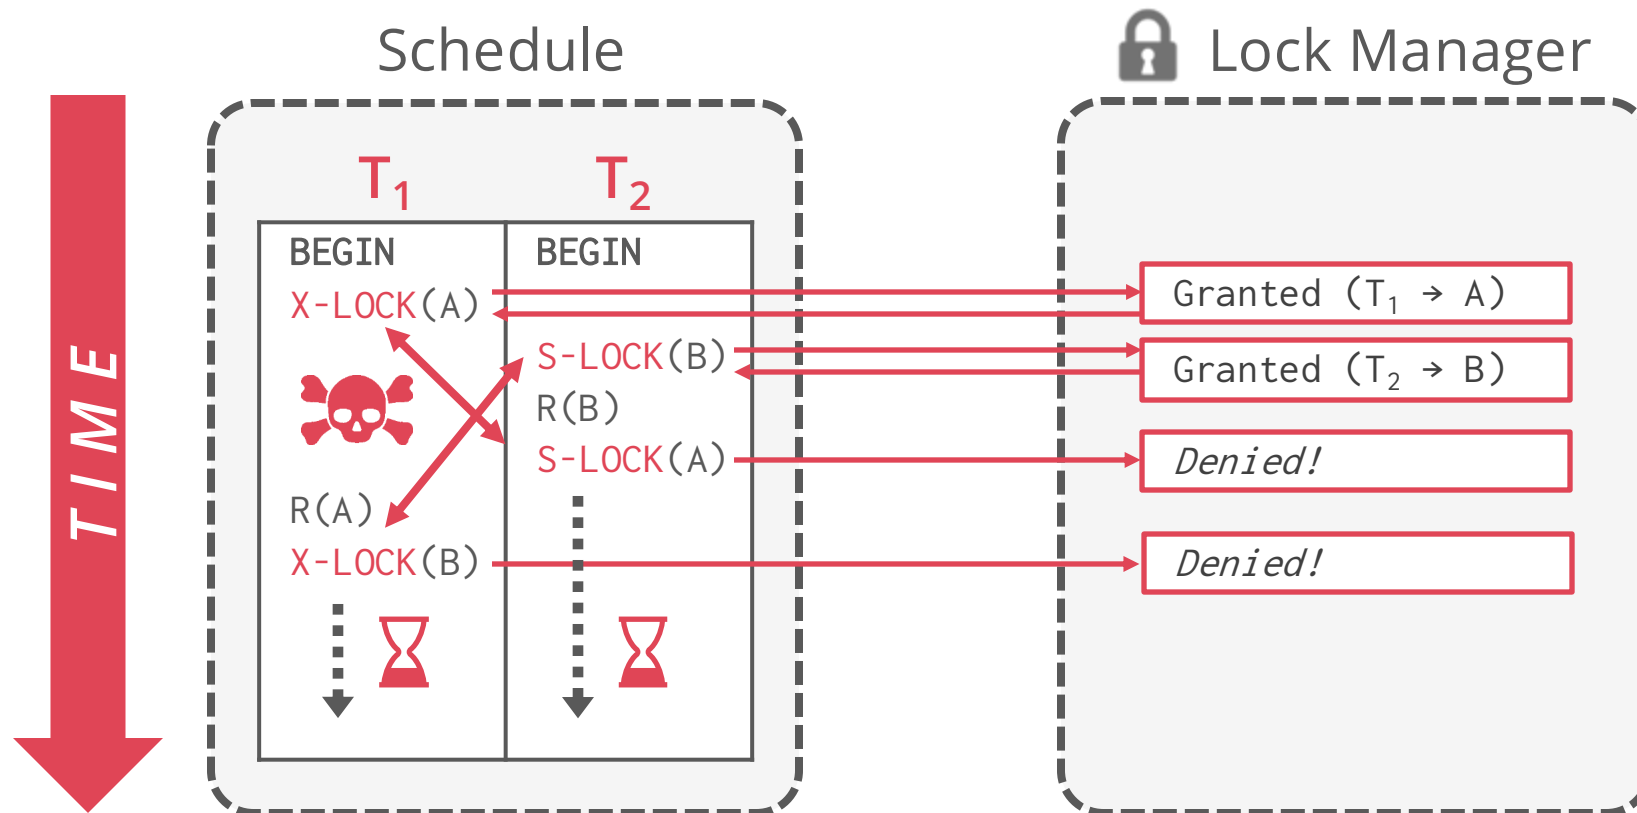 Schedule
Lock Manager
TIME
T₁ T₂
BEGIN BEGIN
X-LOCK(A)
Granted (T₁ → A)
S-LOCK(B)
Granted (T₂ → B)
R(B)
S-LOCK(A)
Denied!
R(A)
X-LOCK(B)
Denied!